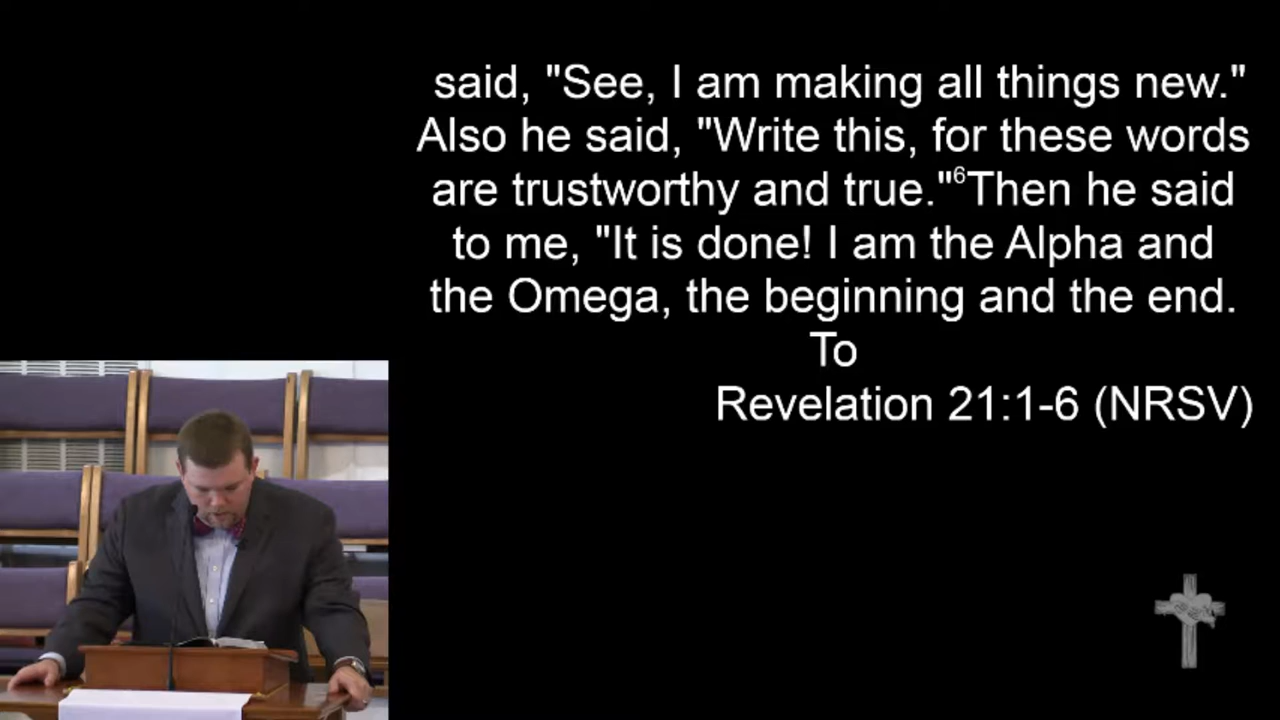 said, "See, I am making all things new."
Also he said, "Write this, for these words
are trustworthy and true."⁶Then he said
to me, "It is done! I am the Alpha and
the Omega, the beginning and the end.
To
Revelation 21:1-6 (NRSV)